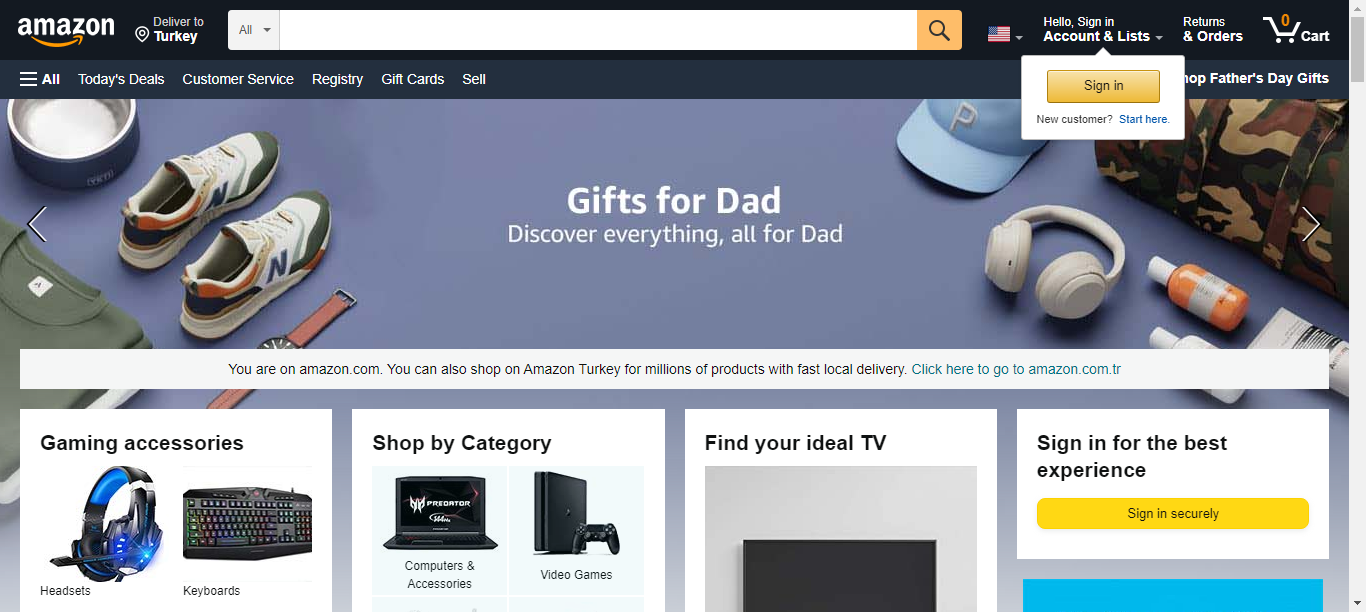 amazon
Deliver to
Turkey
All
Hello, Sign in
Account & Lists
Returns
& Orders
0
Cart
All
Today's Deals
Customer Service
Registry
Gift Cards
Sell
hop Father's Day Gifts
Sign in
New customer? Start here.
YETI
P
N
N
A
Gifts for Dad
Discover everything, all for Dad
You are on amazon.com. You can also shop on Amazon Turkey for millions of products with fast local delivery. Click here to go to amazon.com.tr
Gaming accessories
Headsets
Keyboards
Shop by Category
PREDATOR
Computers &
Accessories
Video Games
Find your ideal TV
Sign in for the best
experience
Sign in securely